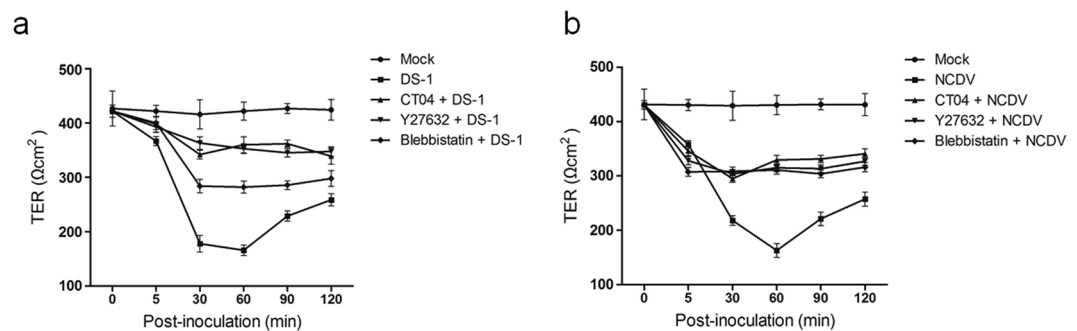 a
Mock
DS-1
CT04 + DS-1
Y27632 + DS-1
Blebbistatin + DS-1
500
400
300
200
100
TER (Ωcm²)
0 5 30 60 90 120
Post-inoculation (min)
b
Mock
NCDV
CT04 + NCDV
Y27632 + NCDV
Blebbistatin + NCDV
500
400
300
200
100
TER (Ωcm²)
0 5 30 60 90 120
Post-inoculation (min)